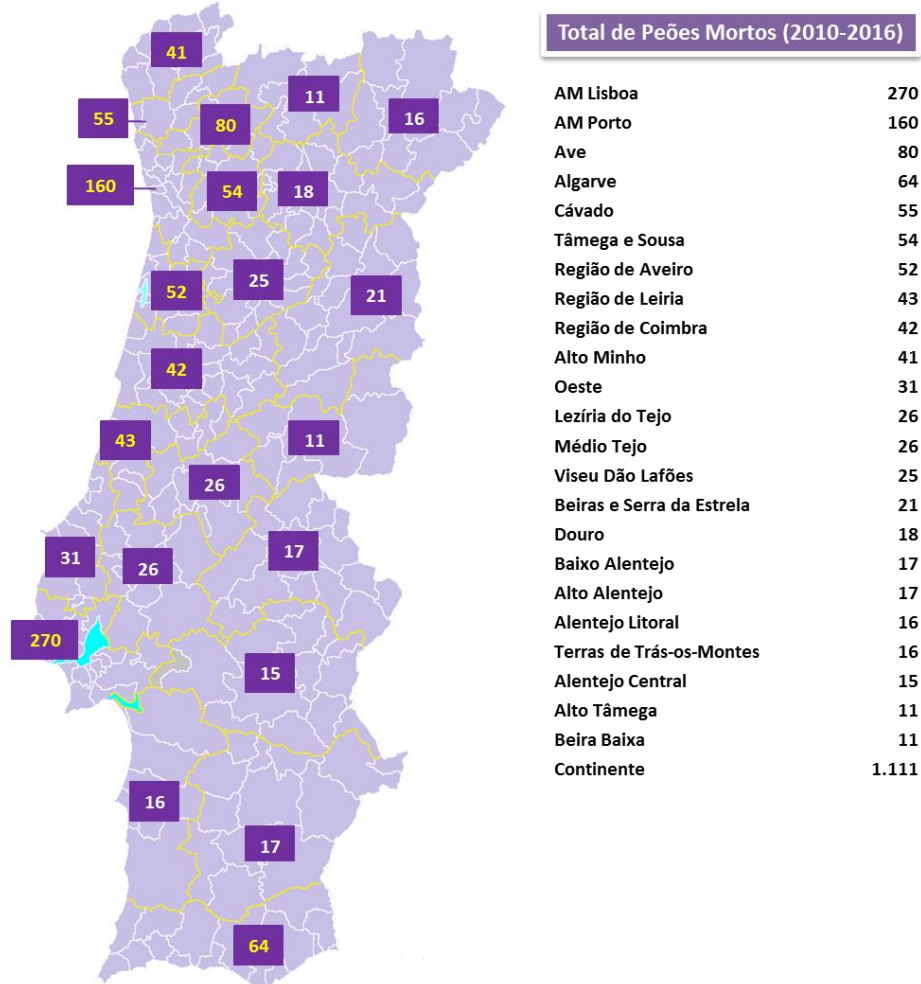 Total de Peões Mortos (2010-2016)
41
11
16
55
80
160
54
18
52
25
21
42
43
11
26
31
26
17
270
15
16
17
64
AM Lisboa 270
AM Porto 160
Ave 80
Algarve 64
Cávado 55
Tâmega e Sousa 54
Região de Aveiro 52
Região de Leiria 43
Região de Coimbra 42
Alto Minho 41
Oeste 31
Lezíria do Tejo 26
Médio Tejo 26
Viseu Dão Lafões 25
Beiras e Serra da Estrela 21
Douro 18
Baixo Alentejo 17
Alto Alentejo 17
Alentejo Litoral 16
Terras de Trás-os-Montes 16
Alentejo Central 15
Alto Tâmega 11
Beira Baixa 11
Continente 1.111